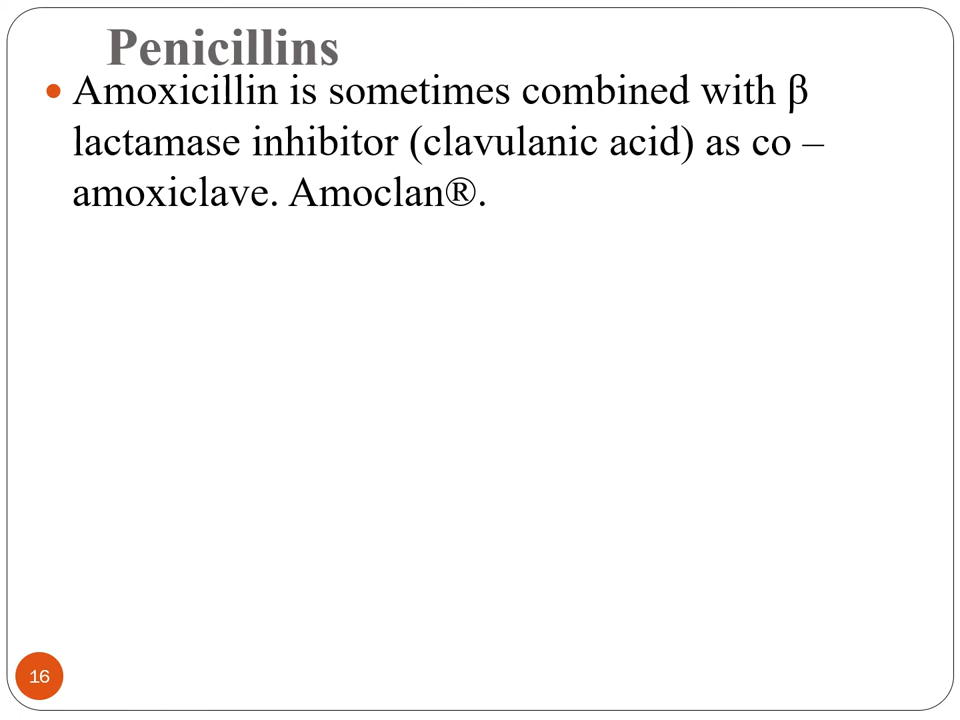 Penicillins
• Amoxicillin is sometimes combined with β
lactamase inhibitor (clavulanic acid) as co –
amoxiclave. Amoclan®.
16